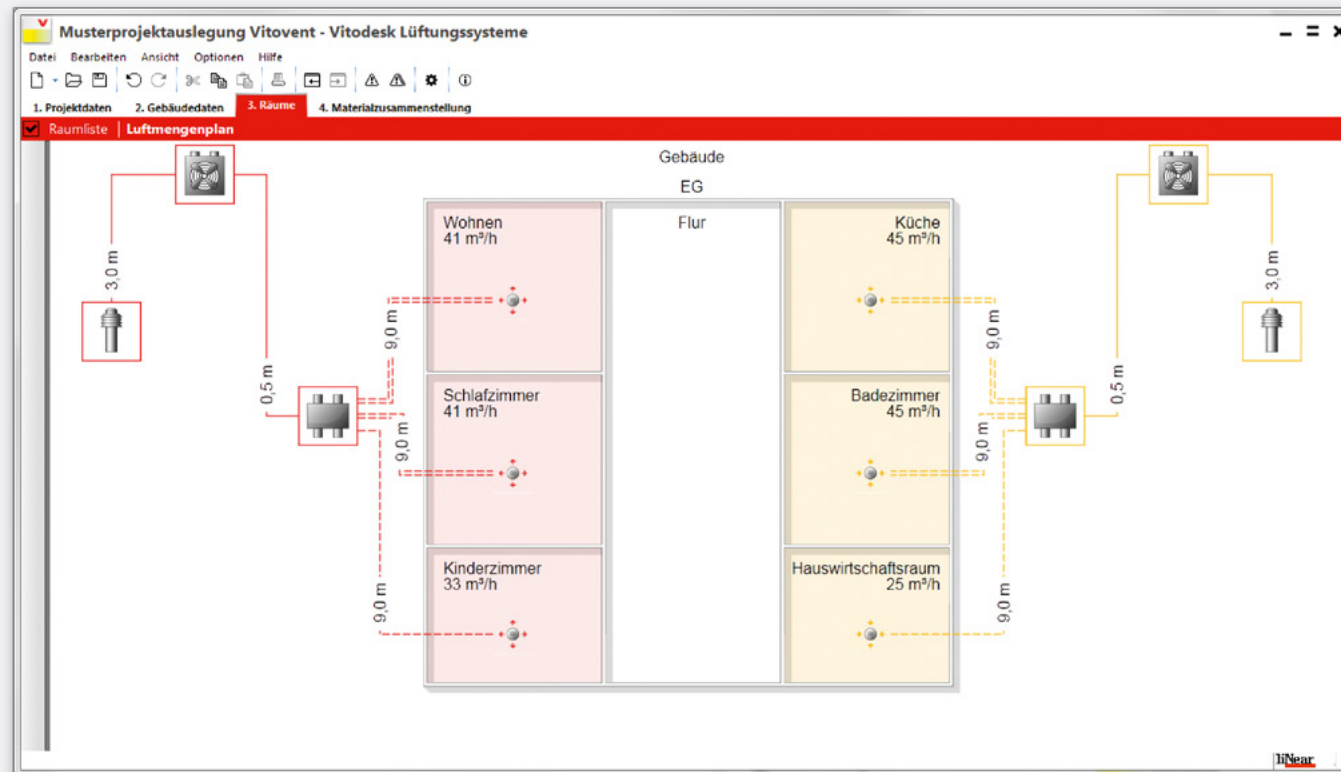 V
Musterprojektauslegung Vitovent - Vitodesk Lüftungssysteme
Datei Bearbeiten Ansicht Optionen Hilfe
1. Projektdaten 2. Gebäudedaten 3. Räume 4. Materialzusammenstellung
Raumliste | Luftmengenplan
Gebäude
EG
Wohnen
41 m³/h
Flur
Küche
45 m³/h
3,0 m
3,0 m
9,0 m
9,0 m
0,5 m
0,5 m
Schlafzimmer
41 m³/h
Badezimmer
45 m³/h
9,0 m
9,0 m
Kinderzimmer
33 m³/h
Hauswirtschaftsraum
25 m³/h
9,0 m
9,0 m
liNear